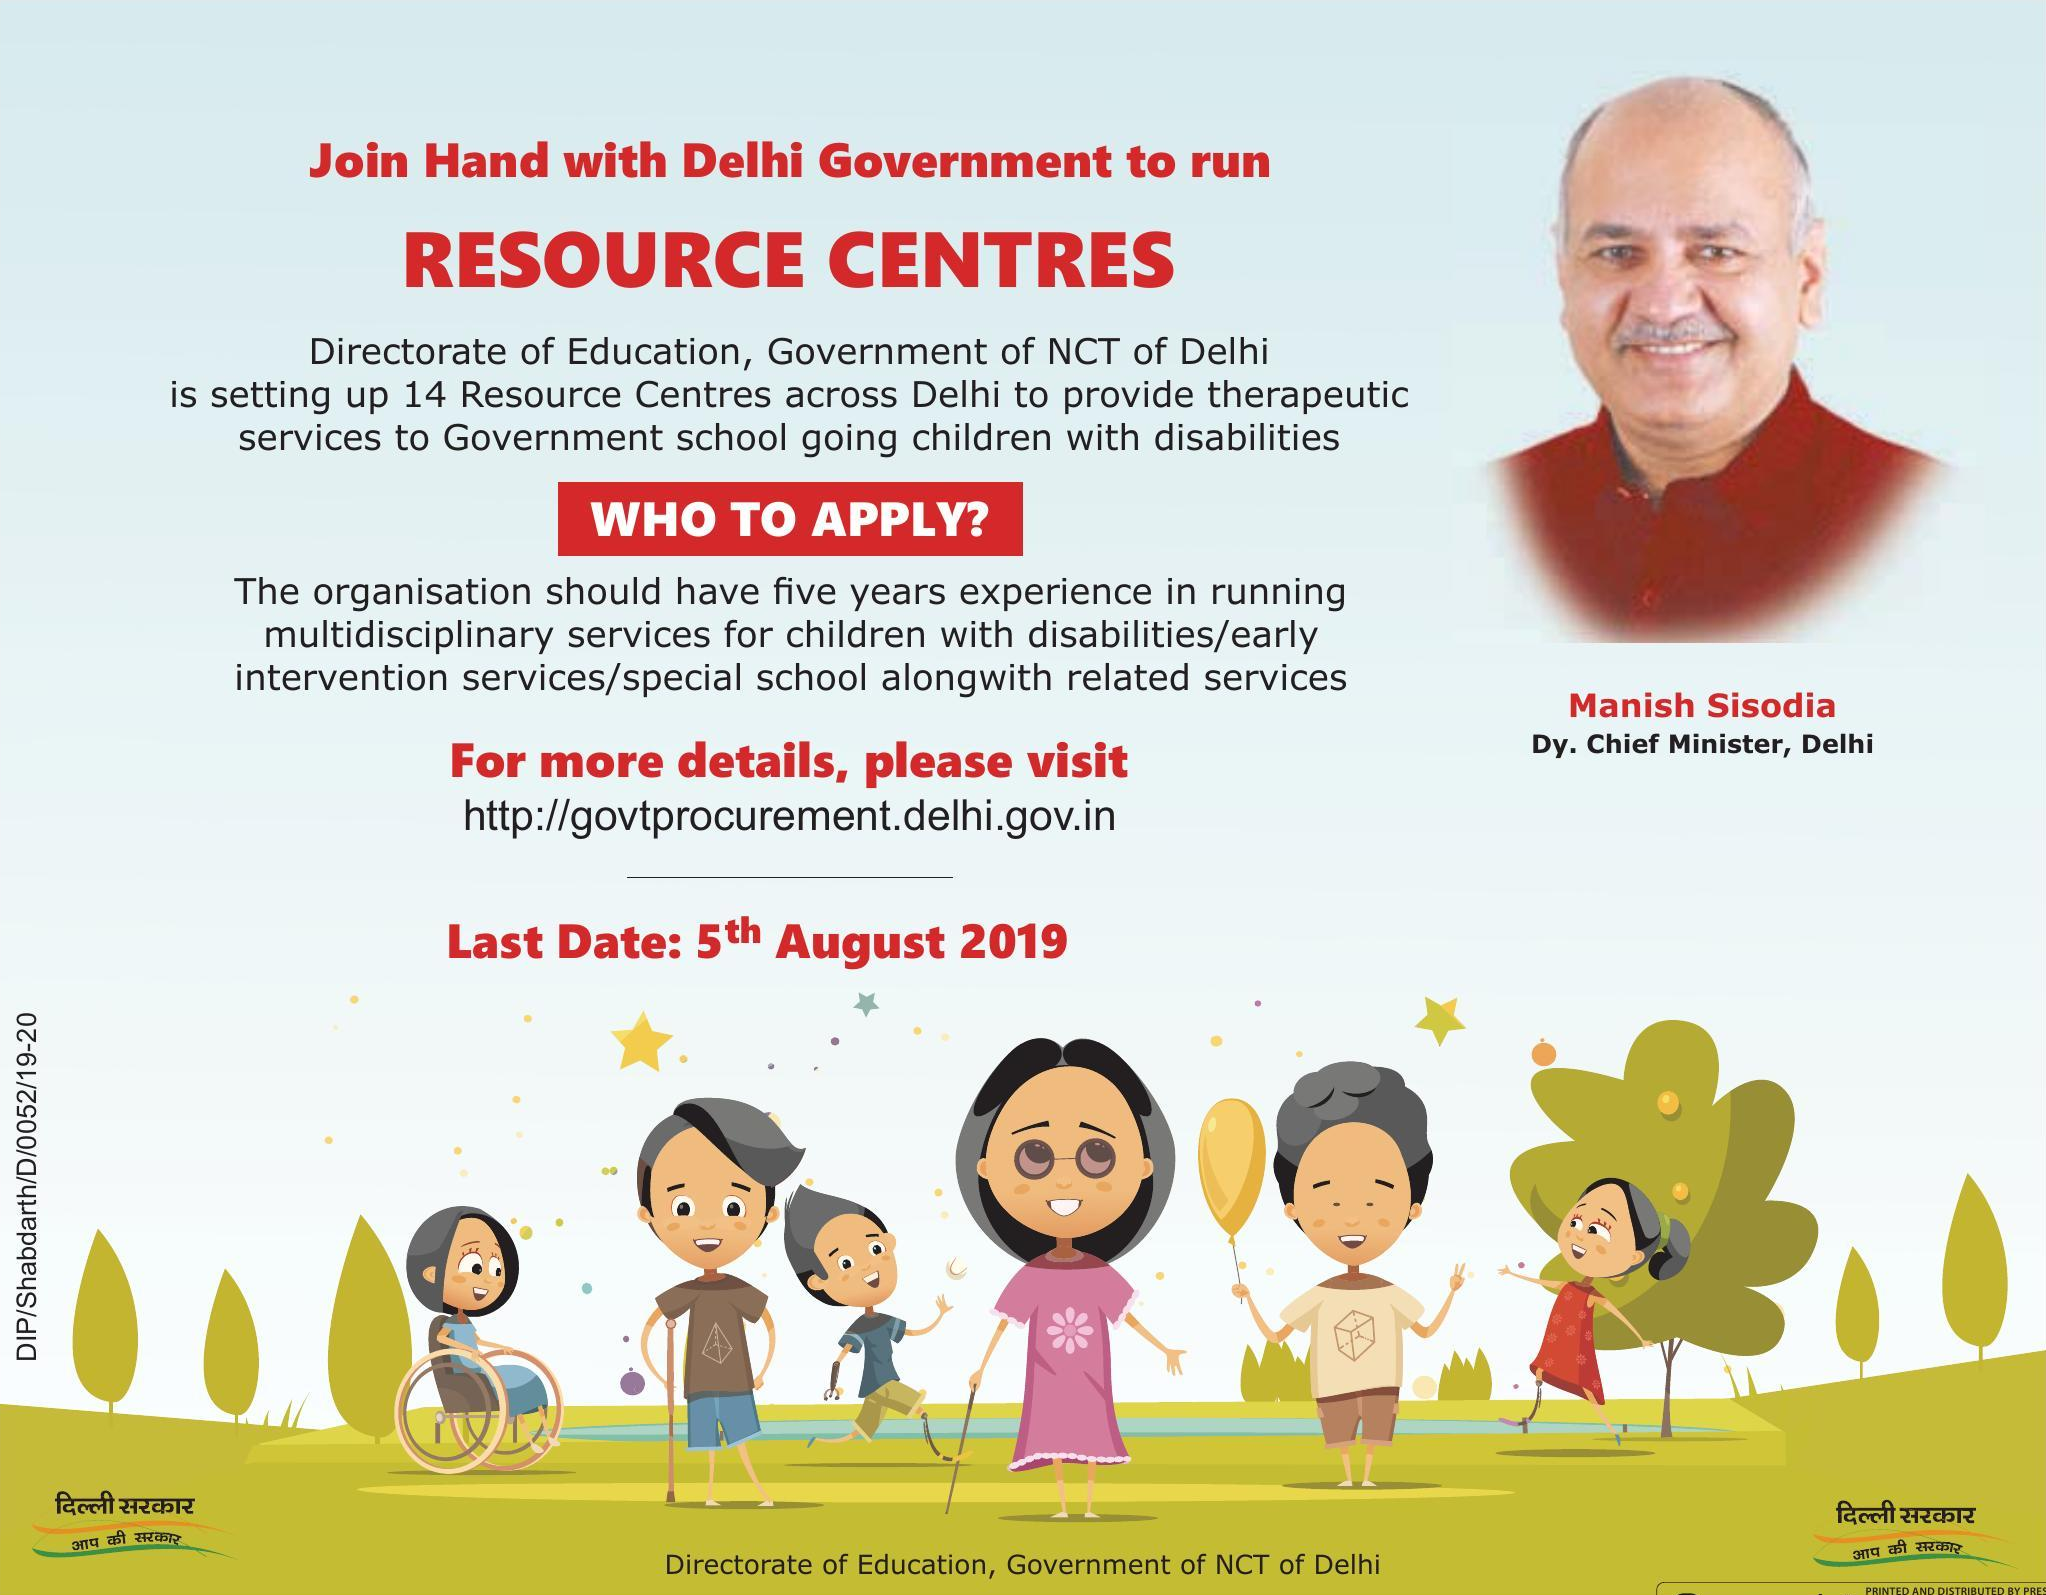 Join Hand with Delhi Government to run
RESOURCE CENTRES
Directorate of Education, Government of NCT of Delhi
is setting up 14 Resource Centres across Delhi to provide therapeutic
services to Government school going children with disabilities
WHO TO APPLY?
The organisation should have five years experience in running
multidisciplinary services for children with disabilities/early
intervention services/special school alongwith related services
For more details, please visit
http://govtprocurement.delhi.gov.in
Last Date: 5th August 2019
Manish Sisodia
Dy. Chief Minister, Delhi
DIP/Shabdarth/D/0052/19-20
दिल्ली सरकार
आप की सरकार
Directorate of Education, Government of NCT of Delhi
दिल्ली सरकार
आप की सरकार
PRINTED AND DISTRIBUTED BY